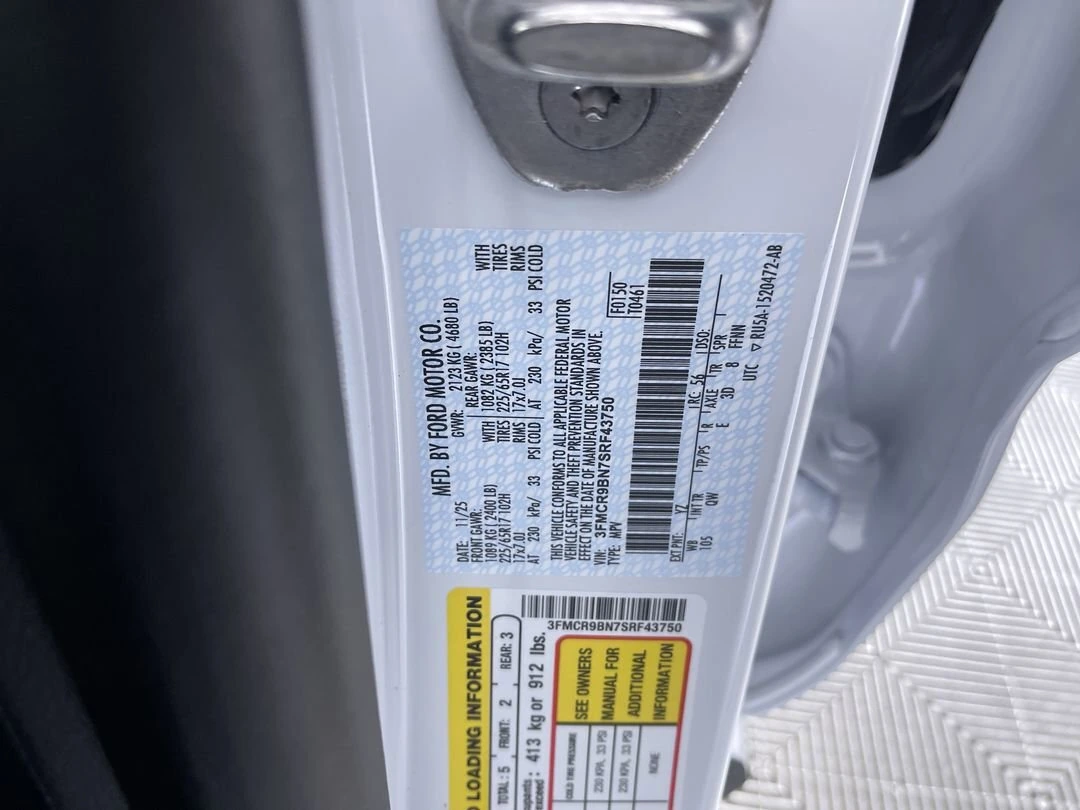 MFD. BY FORD MOTOR CO.
DATE: 11/25 GVWR: 2123 KG ( 4680 LB)
FRONT GAWR: REAR GAWR:
1089 KG ( 2400 LB) WITH 1082 KG ( 2385 LB) WITH
225/65R17 102H TIRES 225/65R17 102H TIRES
17x7.0J RIMS 17x7.0J RIMS
AT 230 kPa/ 33 PSI COLD AT 230 kPa/ 33 PSI COLD
THIS VEHICLE CONFORMS TO ALL APPLICABLE FEDERAL MOTOR
VEHICLE SAFETY AND THEFT PREVENTION STANDARDS IN
EFFECT ON THE DATE OF MANUFACTURE SHOWN ABOVE.
VIN: 3FMCR9BN7SRF43750
TYPE: MPV
F0150
T0461
EXT PNT: YZ RC: 56 DSO:
WB INT TR TP/PS R AXLE TR SPR
105 QW E 3D 8 FFNN
UTC ▽ RU5A-1520472-AB
LOADING INFORMATION
TOTAL: 5 FRONT: 2 REAR: 3
exceed: 413 kg or 912 lbs.
3FMCR9BN7SRF43750
COLD TIRE PRESSURE
230 KPA, 33 PSI
230 KPA, 33 PSI
NONE
SEE OWNERS
MANUAL FOR
ADDITIONAL
INFORMATION